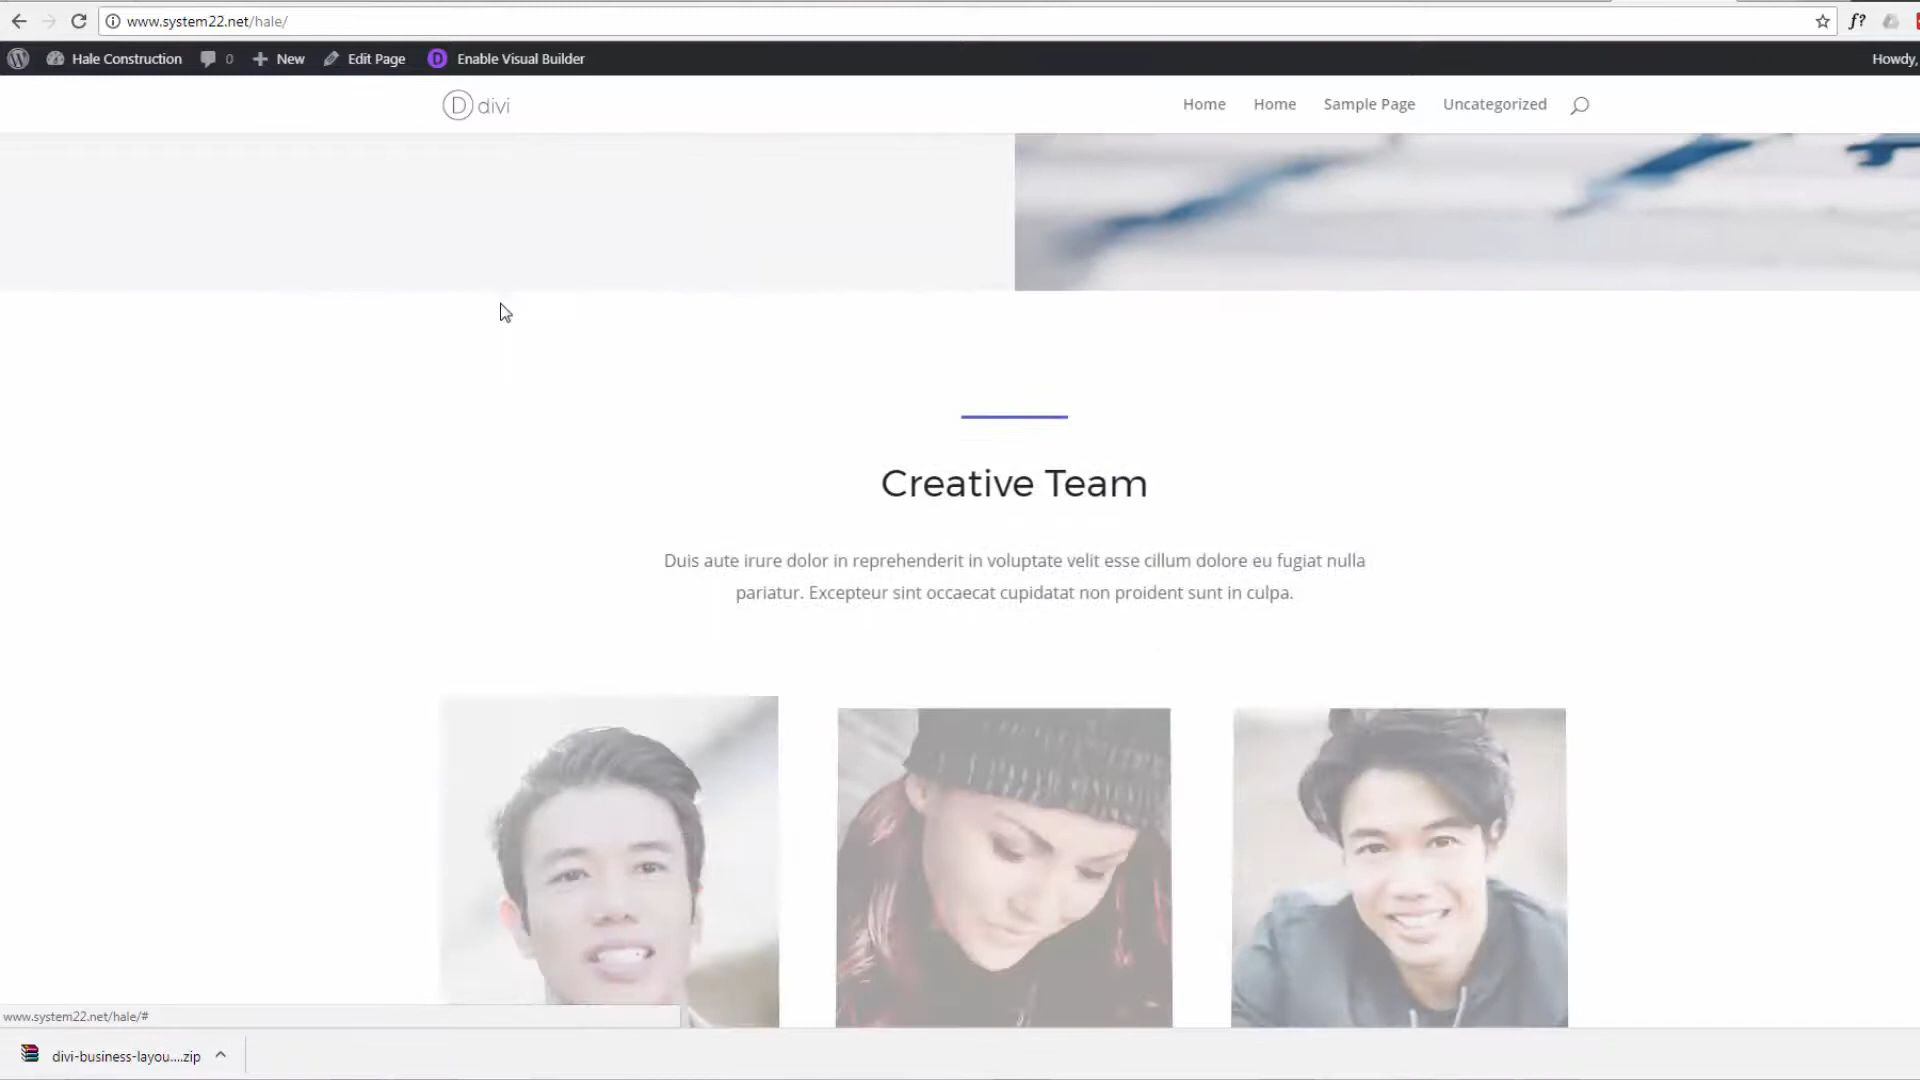 www.system22.net/hale/
f?
Hale Construction 0 New Edit Page D Enable Visual Builder Howdy,
D divi Home Home Sample Page Uncategorized
Creative Team
Duis aute irure dolor in reprehenderit in voluptate velit esse cillum dolore eu fugiat nulla
pariatur. Excepteur sint occaecat cupidatat non proident sunt in culpa.
www.system22.net/hale/#
divi-business-layou....zip